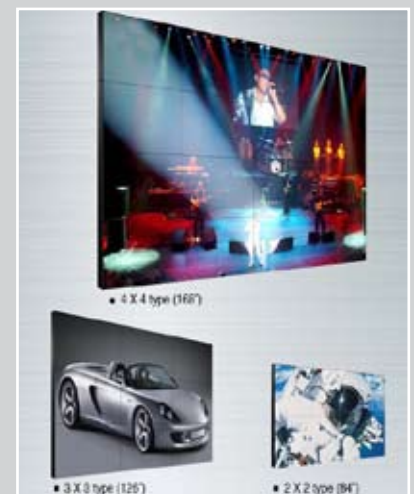 ▪ 4 X 4 type (168")
▪ 3 X 3 type (126")
▪ 2 X 2 type (84")